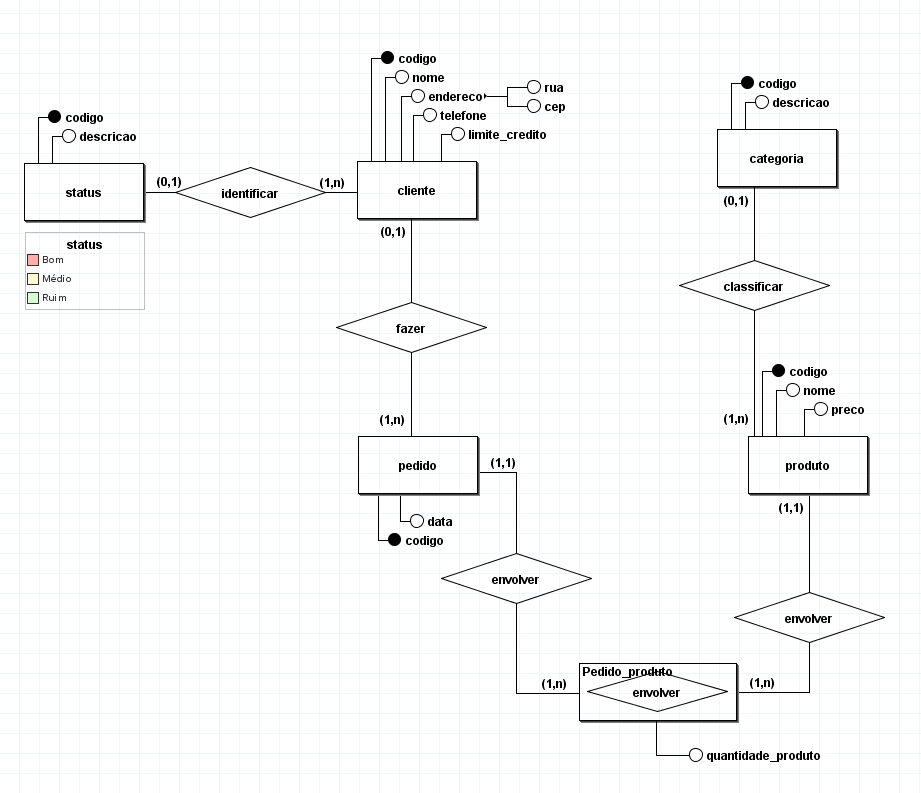 codigo
nome
endereco
rua
cep
telefone
limite_credito
codigo
descricao
codigo
descricao
status
(0,1)
identificar
(1,n)
cliente
categoria
(0,1)
(0,1)
status
Bom
Médio
Ruim
classificar
fazer
codigo
nome
preco
(1,n)
(1,n)
pedido
(1,1)
produto
(1,1)
data
codigo
envolver
envolver
Pedido_produto
(1,n)
envolver
(1,n)
quantidade_produto